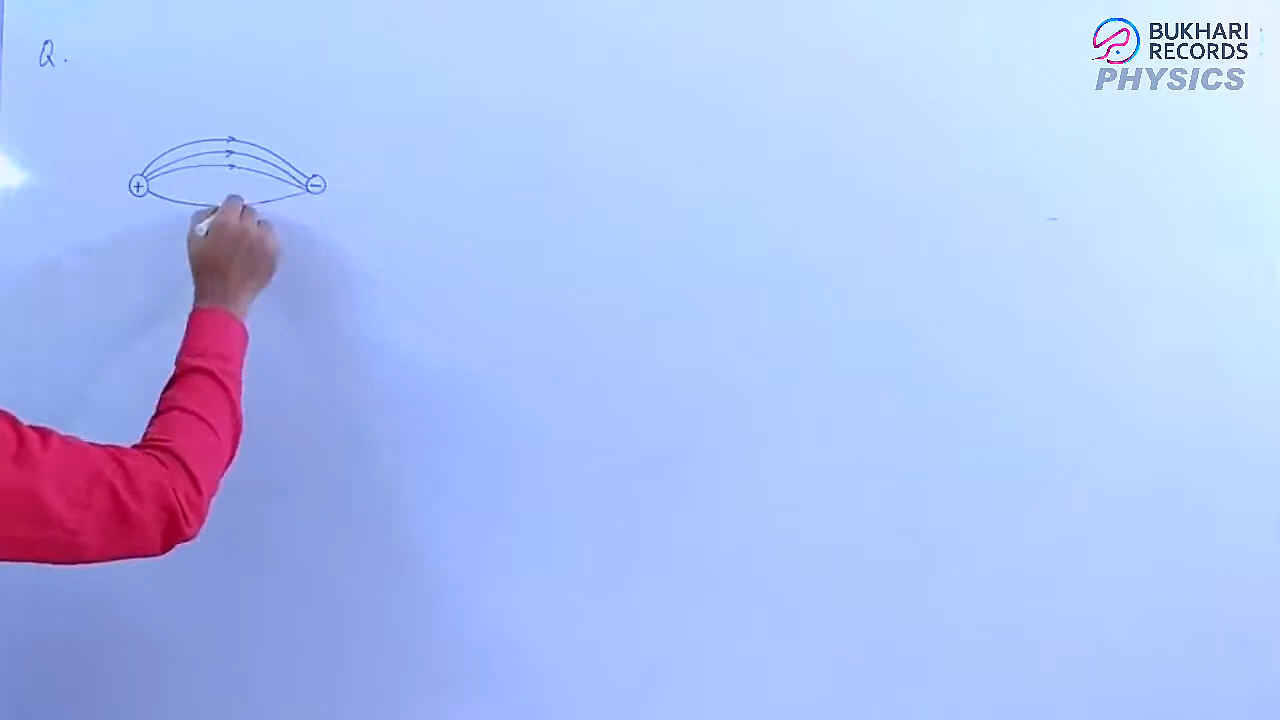 BUKHARI
RECORDS
PHYSICS
Q.
+ −